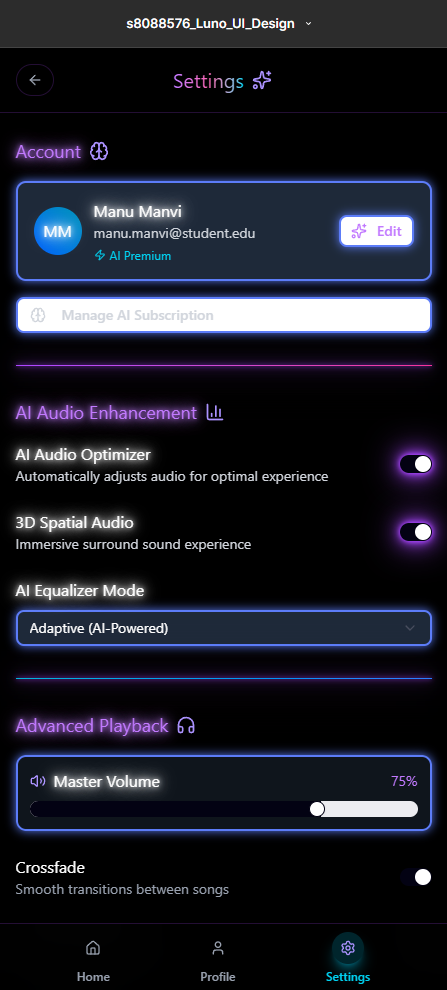 s8088576_Luno_UI_Design
Settings
Account
MM
Manu Manvi
manu.manvi@student.edu
AI Premium
Edit
Manage AI Subscription
AI Audio Enhancement
AI Audio Optimizer
Automatically adjusts audio for optimal experience
3D Spatial Audio
Immersive surround sound experience
AI Equalizer Mode
Adaptive (AI-Powered)
Advanced Playback
Master Volume 75%
Crossfade
Smooth transitions between songs
Home Profile Settings